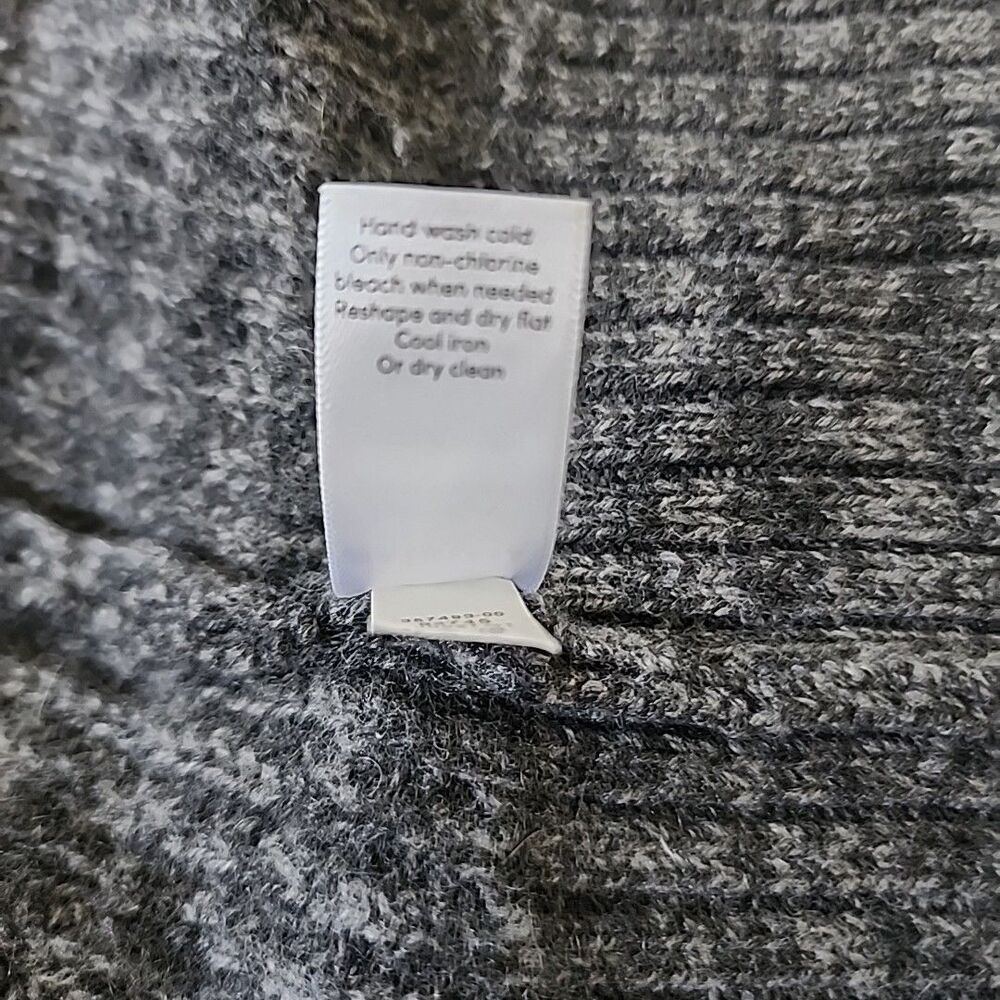 Hand wash cold
Only non-chlorine
bleach when needed
Reshape and dry flat
Cool iron
Or dry clean